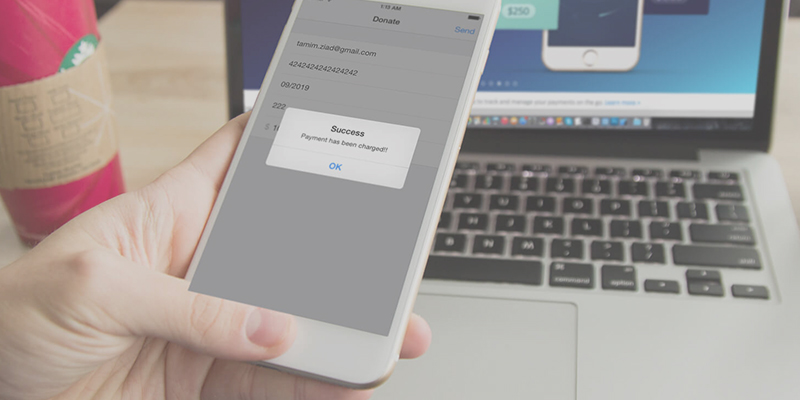 1:13 AM
Donate
Send
tamim.ziad@gmail.com
4242424242424242
09/2019
222
Success
Payment has been charged!!
OK
$250
to track and manage your payments on the go. Learn more
command
option